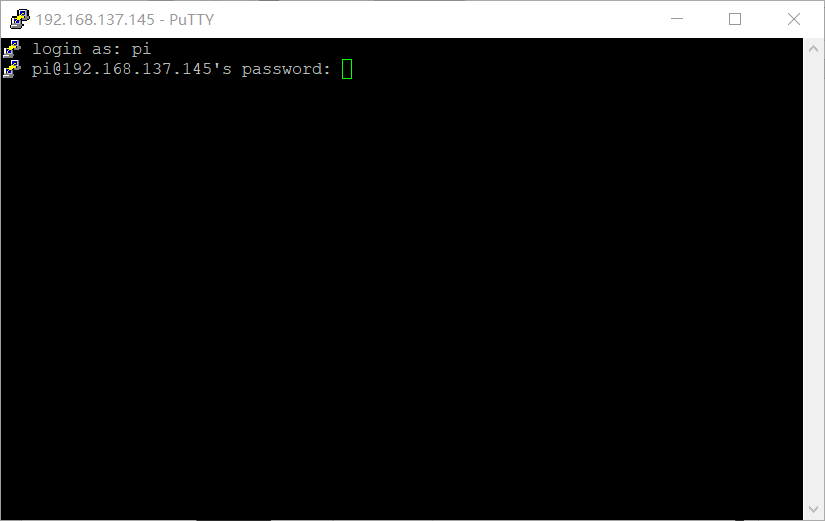 192.168.137.145 - PuTTY
login as: pi
pi@192.168.137.145's password: